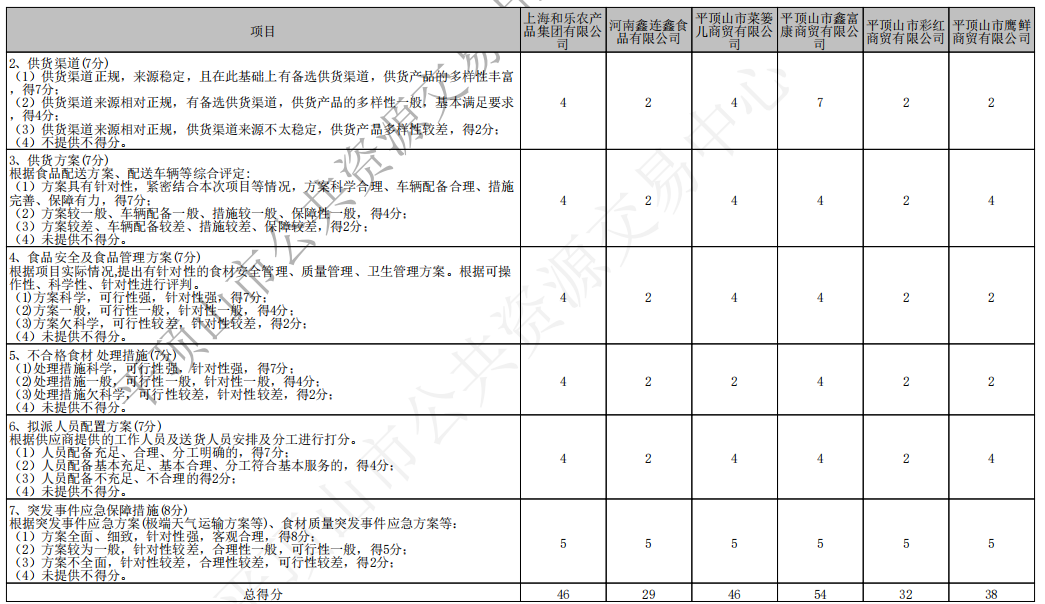 项目
上海和乐农产
品集团有限公
司
河南鑫连鑫食
品有限公司
平顶山市菜篓
儿商贸有限公
司
平顶山市鑫富
康商贸有限公
司
平顶山市彩红
商贸有限公司
平顶山市鹰鲜
商贸有限公司
2、供货渠道(7分)
(1) 供货渠道正规，来源稳定，且在此基础上有备选供货渠道，供货产品的多样性丰富
，得7分；
(2) 供货渠道来源相对正规，有备选供货渠道，供货产品的多样性一般，基本满足要求
，得4分；
(3) 供货渠道来源相对正规，供货渠道来源不太稳定，供货产品多样性较差，得2分；
(4) 不提供不得分。
4 2 4 7 2 2
3、供货方案(7分)
根据食品配送方案、配送车辆等综合评定:
(1) 方案具有针对性，紧密结合本次项目等情况，方案科学合理、车辆配备合理、措施
完善、保障有力，得7分；
(2) 方案较一般、车辆配备一般、措施较一般、保障性一般，得4分；
(3) 方案较差、车辆配备较差、措施较差、保障较差，得2分；
(4) 未提供不得分。
4 2 4 4 2 4
4、食品安全及食品管理方案(7分)
根据项目实际情况,提出有针对性的食材安全管理、质量管理、卫生管理方案。根据可操
作性、科学性、针对性进行评判。
(1)方案科学，可行性强，针对性强，得7分；
(2)方案一般，可行性一般，针对性一般，得4分；
(3)方案欠科学，可行性较差，针对性较差，得2分；
(4) 未提供不得分。
4 2 4 4 2 2
5、不合格食材 处理措施(7分)
(1)处理措施科学，可行性强，针对性强，得7分；
(2)处理措施一般，可行性一般，针对性一般，得4分；
(3)处理措施欠科学，可行性较差，针对性较差，得2分；
(4) 未提供不得分。
4 2 2 4 2 2
6、拟派人员配置方案(7分)
根据供应商提供的工作人员及送货人员安排及分工进行打分。
(1) 人员配备充足、合理、分工明确的，得7分；
(2) 人员配备基本充足、基本合理、分工符合基本服务的，得4分；
(3) 人员配备不充足、不合理的得2分；
(4) 未提供不得分。
4 2 4 4 2 4
7、突发事件应急保障措施(8分)
根据突发事件应急方案(极端天气运输方案等)、食材质量突发事件应急方案等:
(1) 方案全面、细致，针对性强，客观合理，得8分；
(2) 方案较为一般，针对性较差，合理性一般，可行性一般，得5分；
(3) 方案不全面，针对性较差，合理性较差，可行性较差，得2分；
(4) 未提供不得分。
5 5 5 5 5 5
总得分 46 29 46 54 32 38
平顶山市公共资源交易中
平顶山市公共资源交易中心